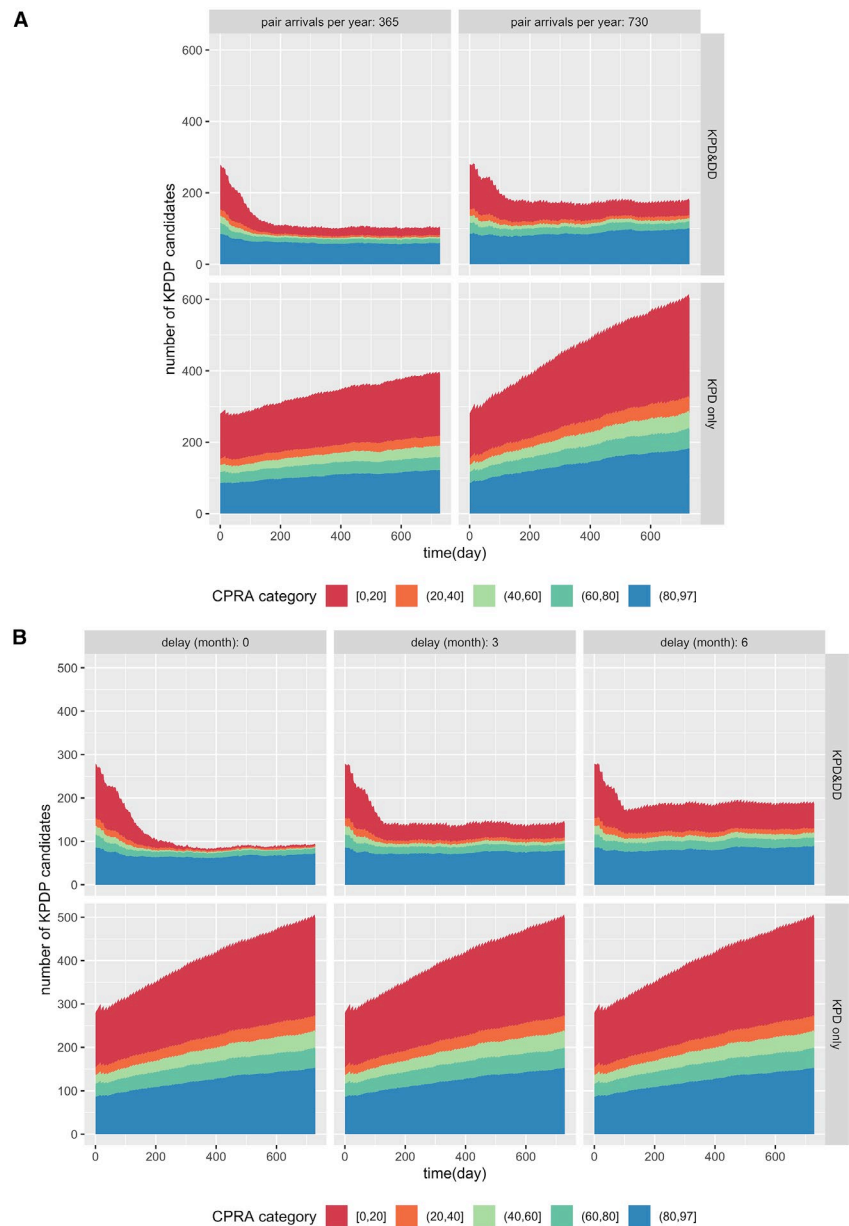 A
pair arrivals per year: 365
pair arrivals per year: 730
600
400
200
0
KPD&DD
600
400
200
0
KPD only
number of KPDP candidates
0 200 400 600 0 200 400 600
time(day)
CPRA category [0,20] (20,40] (40,60] (60,80] (80,97]
B
delay (month): 0
delay (month): 3
delay (month): 6
500
400
300
200
100
0
KPD&DD
500
400
300
200
100
0
KPD only
number of KPDP candidates
0 200 400 600 0 200 400 600 0 200 400 600
time(day)
CPRA category [0,20] (20,40] (40,60] (60,80] (80,97]